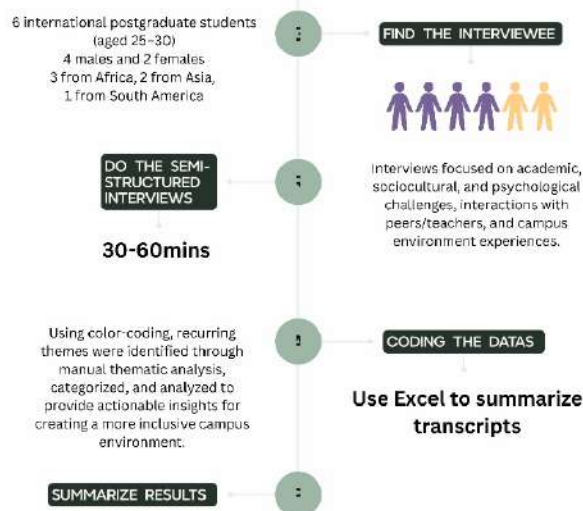 6 international postgraduate students
(aged 25–30)
4 males and 2 females
3 from Africa, 2 from Asia,
1 from South America
FIND THE INTERVIEWEE
DO THE SEMI-
STRUCTURED
INTERVIEWS
30-60mins
Interviews focused on academic,
sociocultural, and psychological
challenges, interactions with
peers/teachers, and campus
environment experiences.
Using color-coding, recurring
themes were identified through
manual thematic analysis,
categorized, and analyzed to
provide actionable insights for
creating a more inclusive campus
environment.
CODING THE DATAS
Use Excel to summarize
transcripts
SUMMARIZE RESULTS